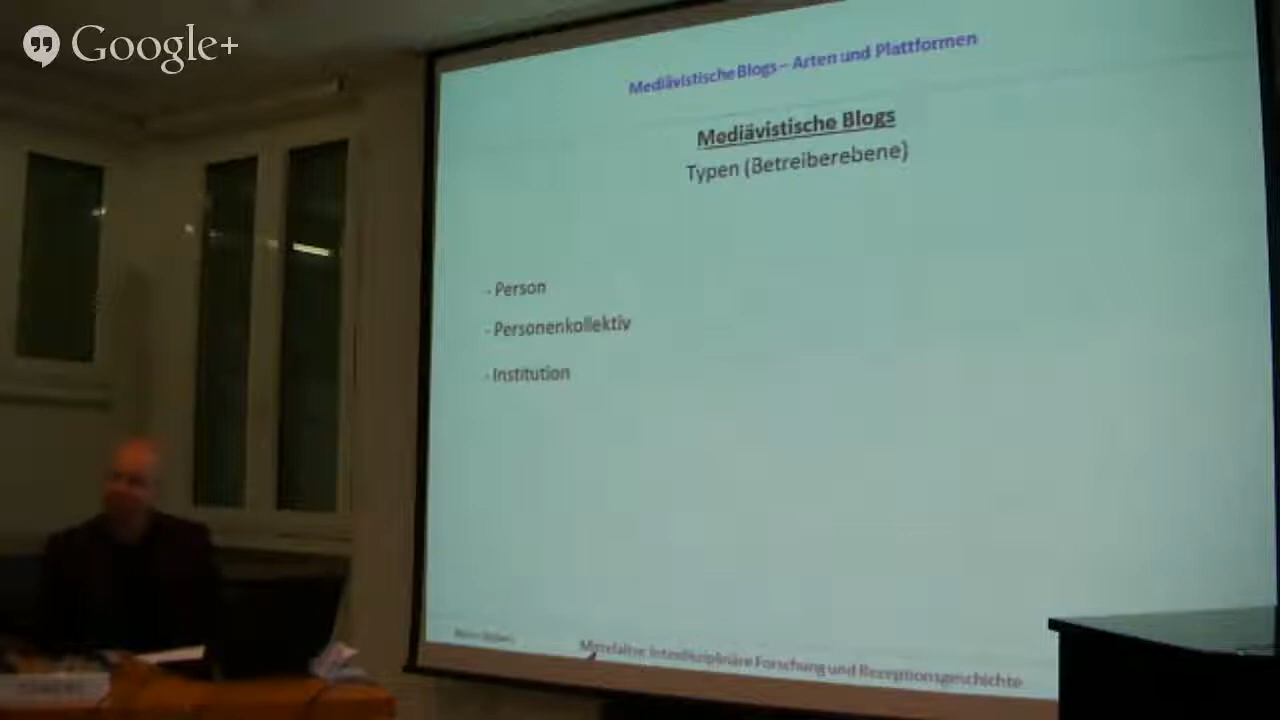 Google+
Mediävistische Blogs – Arten und Plattformen
Mediävistische Blogs
Typen (Betreiberebene)
- Person
- Personenkollektiv
- Institution
Mittelalter. Interdisziplinäre Forschung und Rezeptionsgeschichte